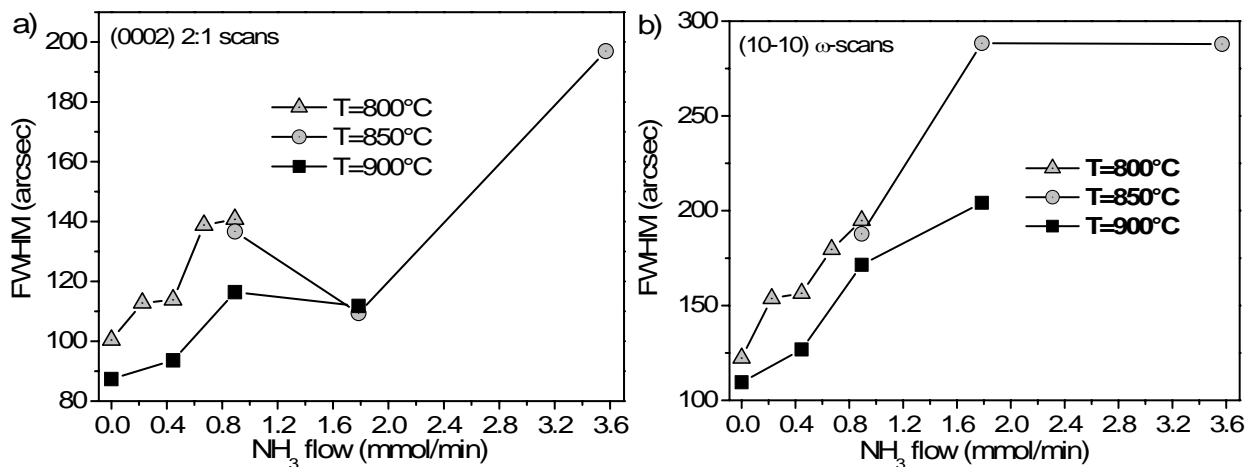 a)
(0002) 2:1 scans
T=800°C
T=850°C
T=900°C
FWHM (arcsec)
200
180
160
140
120
100
80
0.0 0.4 0.8 1.2 1.6 2.0 2.4 2.8 3.2 3.6
NH₃ flow (mmol/min)
b)
(10-10) ω-scans
T=800°C
T=850°C
T=900°C
FWHM (arcsec)
300
250
200
150
100
0.0 0.4 0.8 1.2 1.6 2.0 2.4 2.8 3.2 3.6
NH₃ flow (mmol/min)